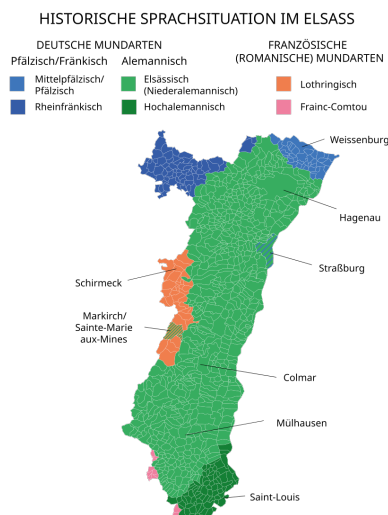 HISTORISCHE SPRACHSITUATION IM ELSASS
DEUTSCHE MUNDARTEN
Pfälzisch/Fränkisch
Alemannisch
Mittelpfälzisch/
Pfälzisch
Rheinfränkisch
Elsässisch
(Niederalemannisch)
Hochalemannisch
FRANZÖSISCHE
(ROMANISCHE) MUNDARTEN
Lothringisch
Frainc-Comtou
Weissenburg
Hagenau
Straßburg
Schirmeck
Markirch/
Sainte-Marie
aux-Mines
Colmar
Mülhausen
Saint-Louis